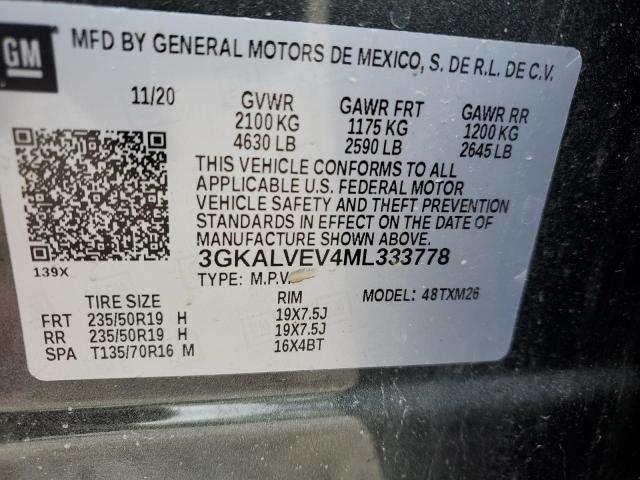 GM
MFD BY GENERAL MOTORS DE MEXICO, S. DE R.L. DE C.V.
11/20 GVWR GAWR FRT GAWR RR
2100 KG 1175 KG 1200 KG
4630 LB 2590 LB 2645 LB
THIS VEHICLE CONFORMS TO ALL
APPLICABLE U.S. FEDERAL MOTOR
VEHICLE SAFETY AND THEFT PREVENTION
STANDARDS IN EFFECT ON THE DATE OF
MANUFACTURE SHOWN ABOVE.
3GKALVEV4ML333778
139X
TYPE: M.P.V.
MODEL: 48TXM26
TIRE SIZE RIM
FRT 235/50R19 H 19X7.5J
RR 235/50R19 H 19X7.5J
SPA T135/70R16 M 16X4BT